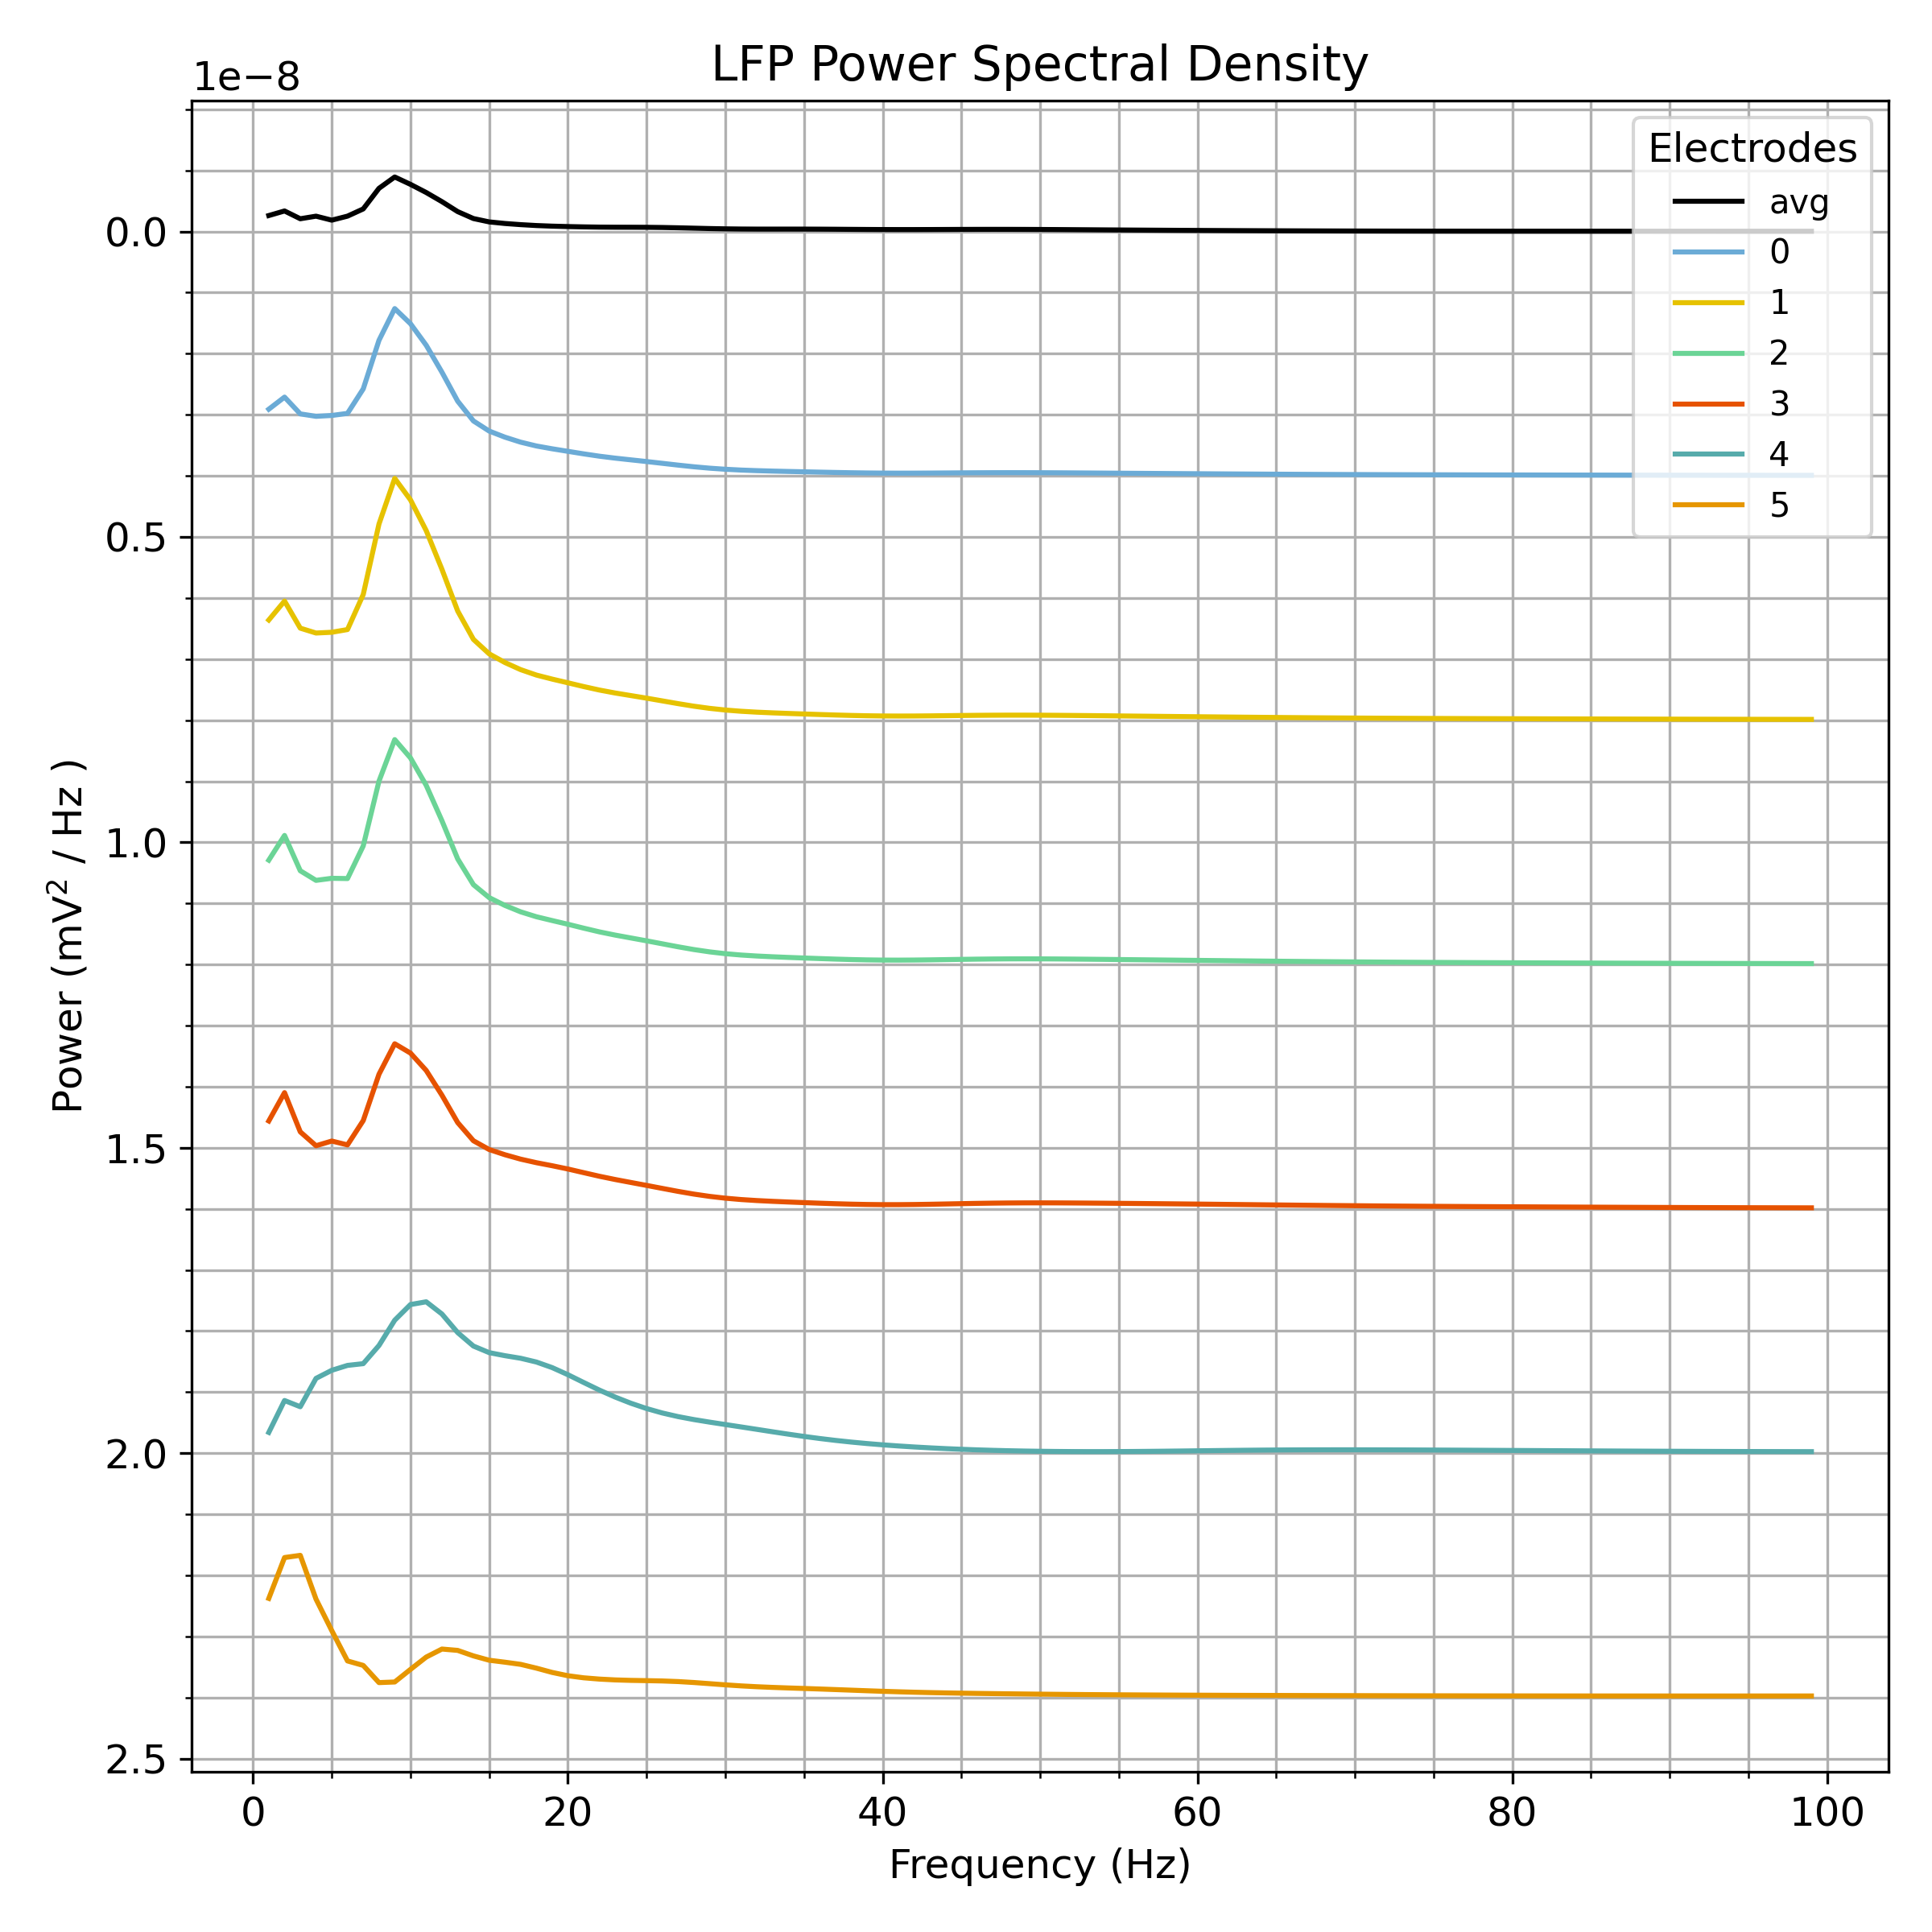 LFP Power Spectral Density
1e−8
Electrodes
avg
0
1
2
3
4
5
0.0
0.5
1.0
1.5
2.0
2.5
Power (mV² / Hz )
0 20 40 60 80 100
Frequency (Hz)